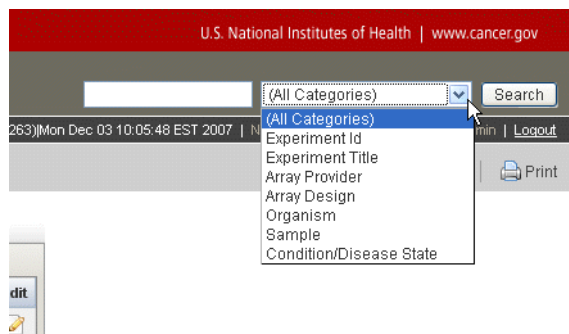 U.S. National Institutes of Health | www.cancer.gov
(All Categories) Search
(All Categories)
263)|Mon Dec 03 10:05:48 EST 2007 | N min | Logout
Experiment Id
Experiment Title
Array Provider
Print
Array Design
Organism
Sample
Condition/Disease State
dit